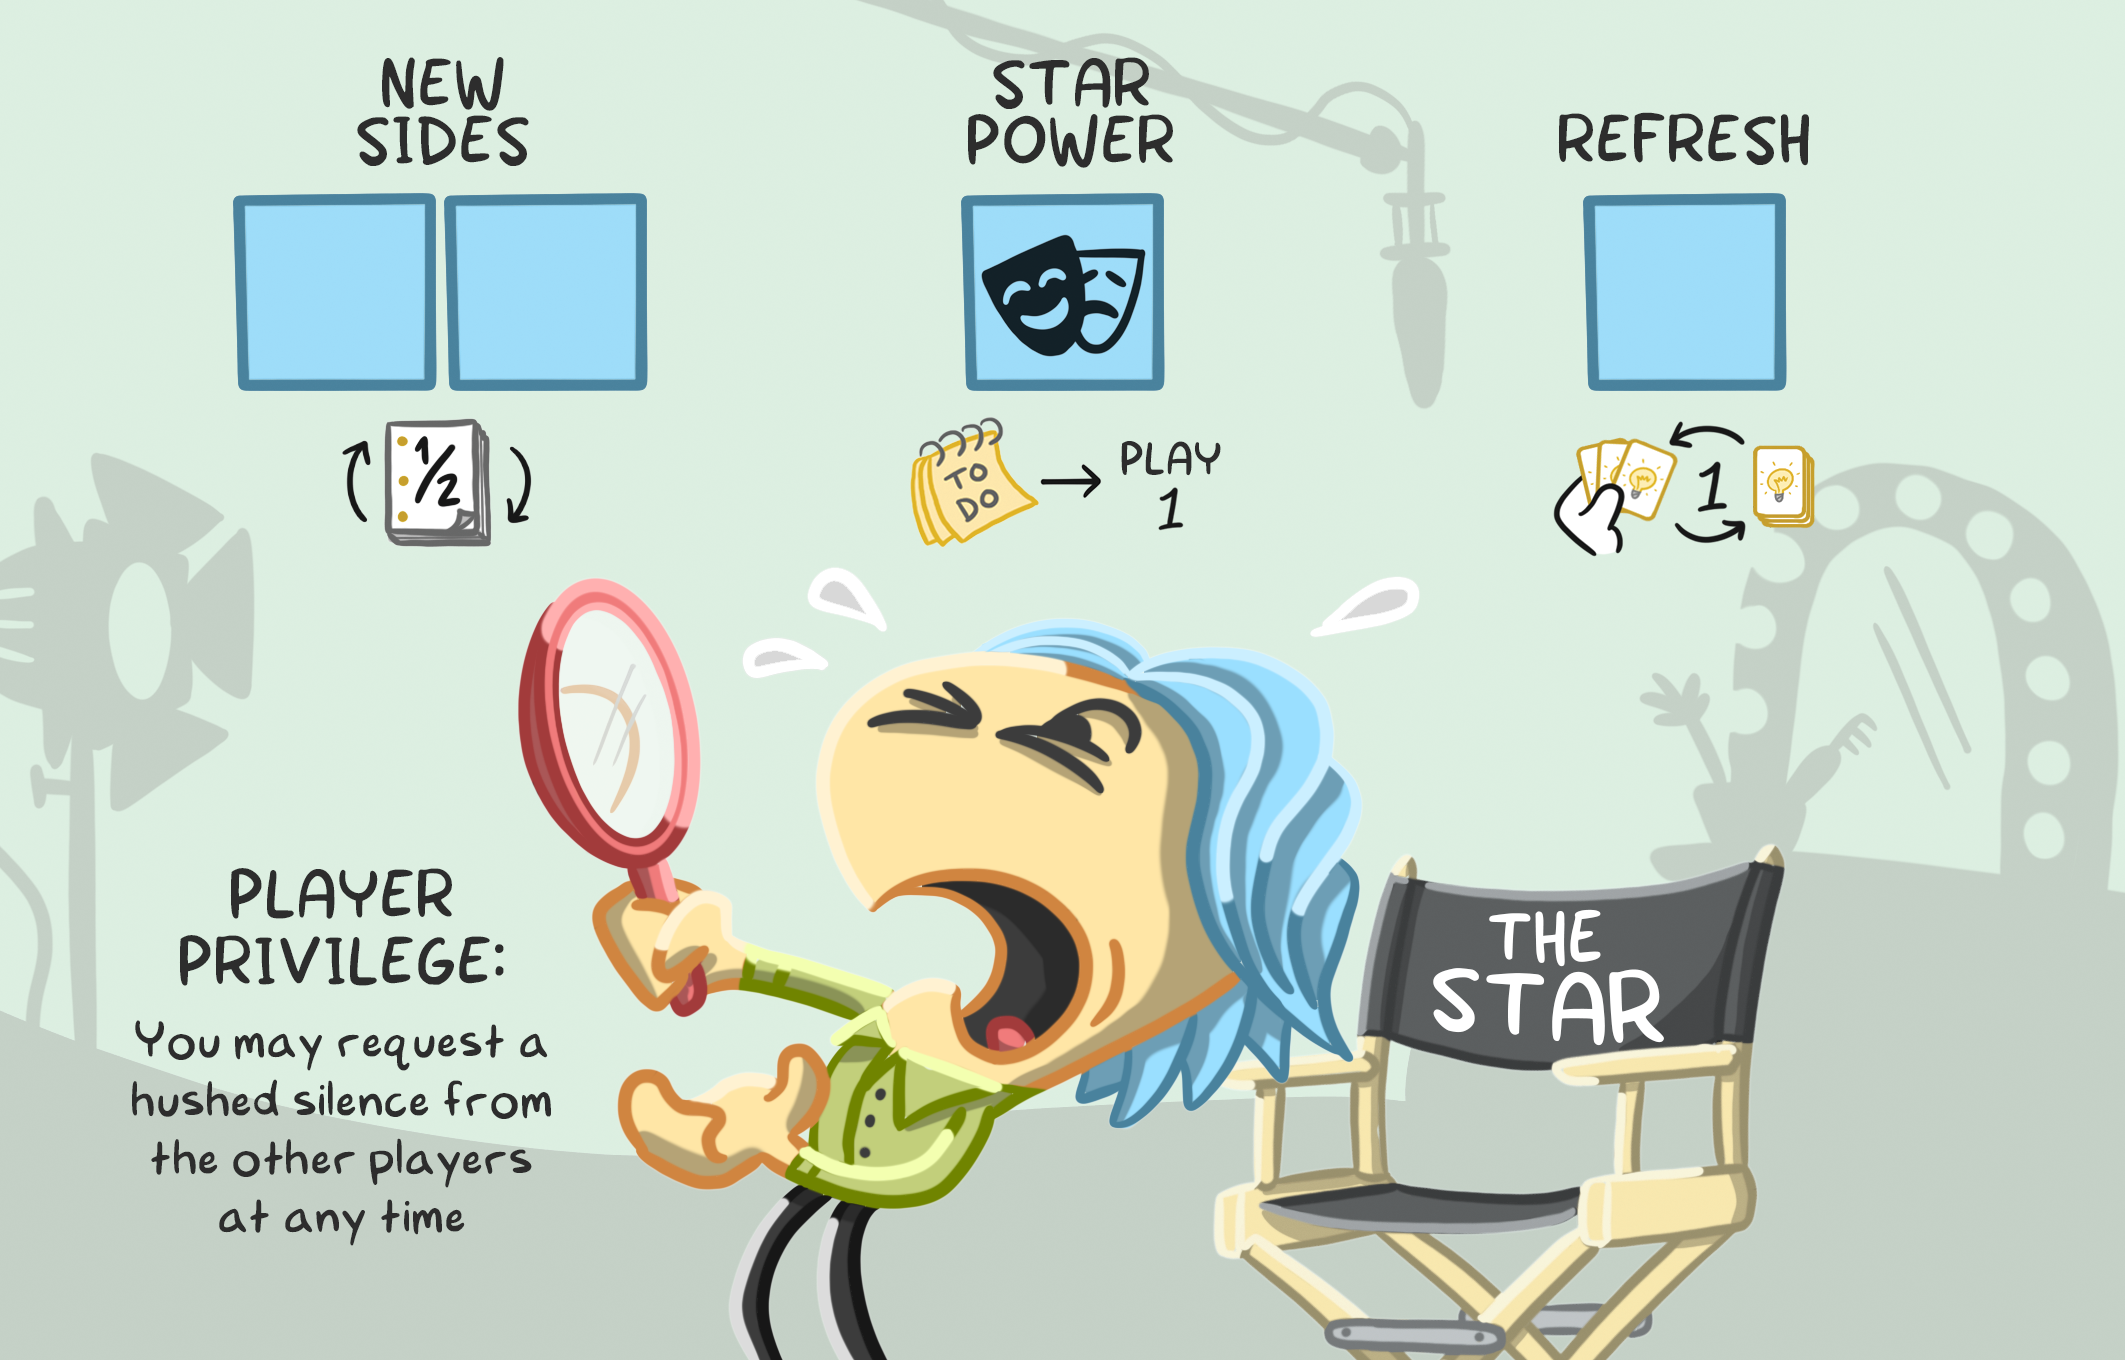 NEW
SIDES
STAR
POWER
REFRESH
1/2
TO
DO
PLAY
1
1
PLAYER
PRIVILEGE:
You may request a
hushed silence from
the other players
at any time
THE
STAR